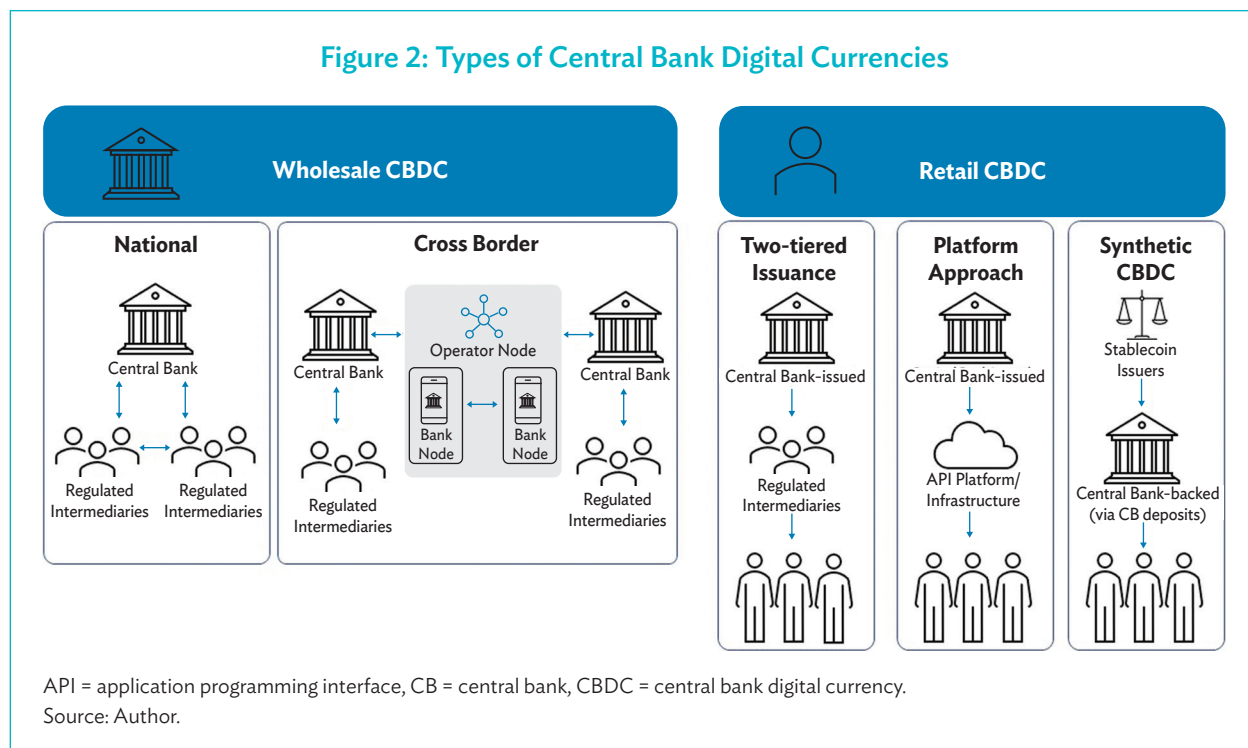 Figure 2: Types of Central Bank Digital Currencies
Wholesale CBDC
National
Central Bank
Regulated
Intermediaries
Regulated
Intermediaries
Cross Border
Central Bank
Regulated
Intermediaries
Operator Node
Bank
Node
Bank
Node
Central Bank
Regulated
Intermediaries
Retail CBDC
Two-tiered
Issuance
Central Bank-issued
Regulated
Intermediaries
Platform
Approach
Central Bank-issued
API Platform/
Infrastructure
Synthetic
CBDC
Stablecoin
Issuers
Central Bank-backed
(via CB deposits)
API = application programming interface, CB = central bank, CBDC = central bank digital currency.
Source: Author.